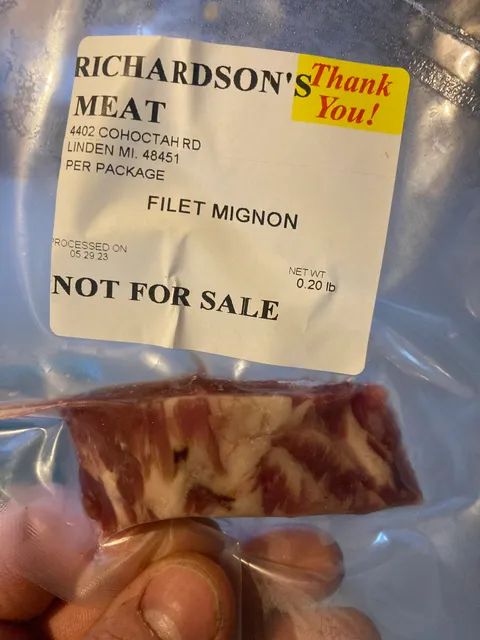 RICHARDSON'S
MEAT
Thank
You!
4402 COHOCTAH RD
LINDEN MI. 48451
PER PACKAGE
FILET MIGNON
ROCESSED ON
05.29.23
NET WT
0.20 lb
NOT FOR SALE